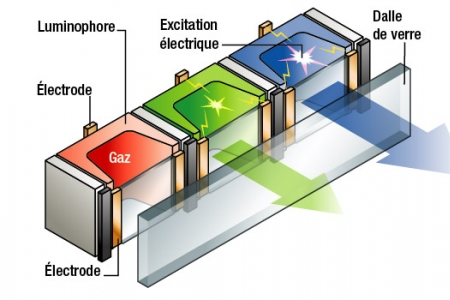 Luminophore
Excitation
électrique
Dalle
de verre
Électrode
Gaz
Électrode